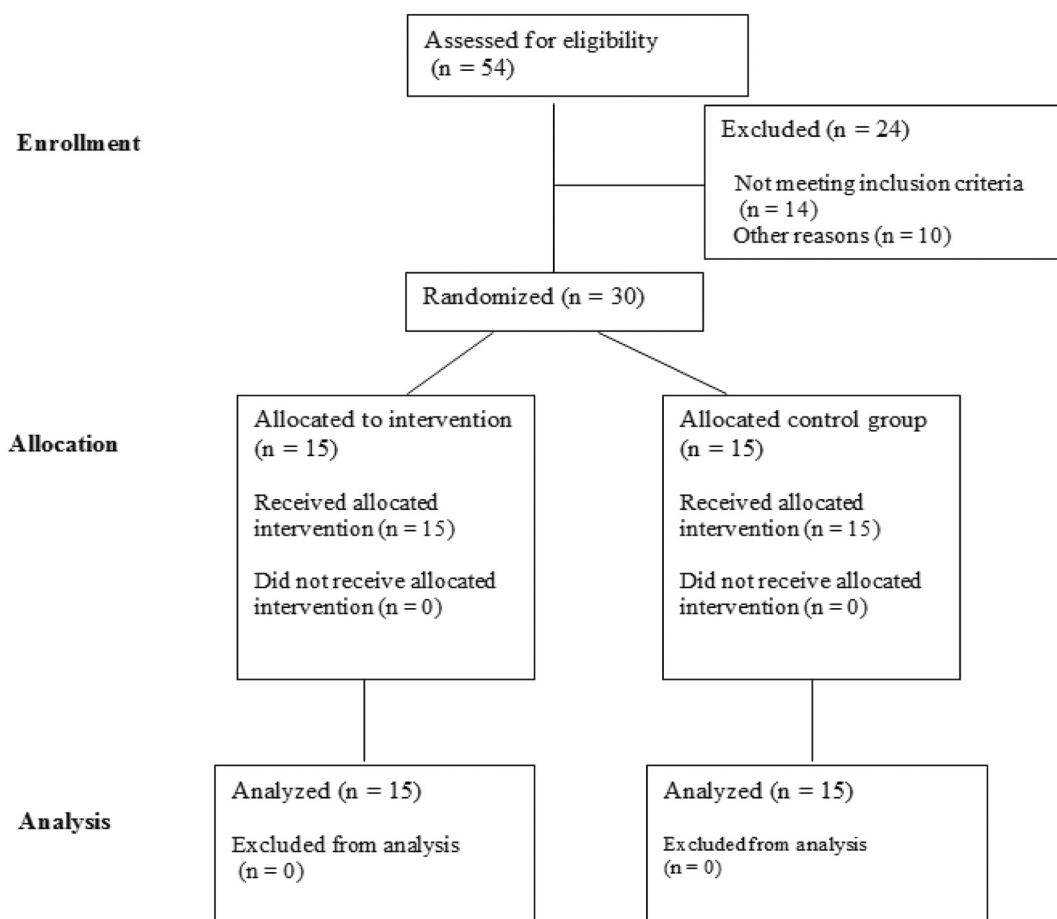 Assessed for eligibility
(n = 54)
Enrollment
Excluded (n = 24)
Not meeting inclusion criteria
(n = 14)
Other reasons (n = 10)
Randomized (n = 30)
Allocation
Allocated to intervention
(n = 15)
Received allocated
intervention (n = 15)
Did not receive allocated
intervention (n = 0)
Allocated control group
(n = 15)
Received allocated
intervention (n = 15)
Did not receive allocated
intervention (n = 0)
Analysis
Analyzed (n = 15)
Excluded from analysis
(n = 0)
Analyzed (n = 15)
Excluded from analysis
(n = 0)